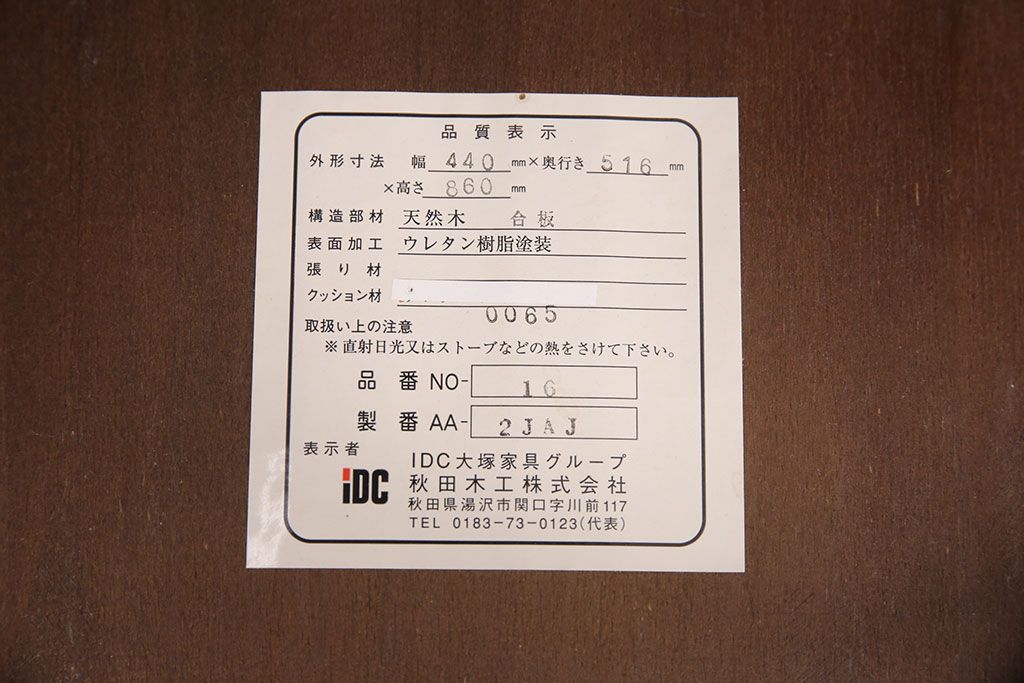 品質表示
外形寸法 幅 440 mm×奥行き 516 mm
×高さ 860 mm
構造部材 天然木 合板
表面加工 ウレタン樹脂塗装
張り材
クッション材
0065
取扱い上の注意
※直射日光又はストーブなどの熱をさけて下さい。
品番 NO- 16
製番 AA- 2JAJ
表示者
iDC
IDC大塚家具グループ
秋田木工株式会社
秋田県湯沢市関口字川前117
TEL 0183-73-0123(代表)